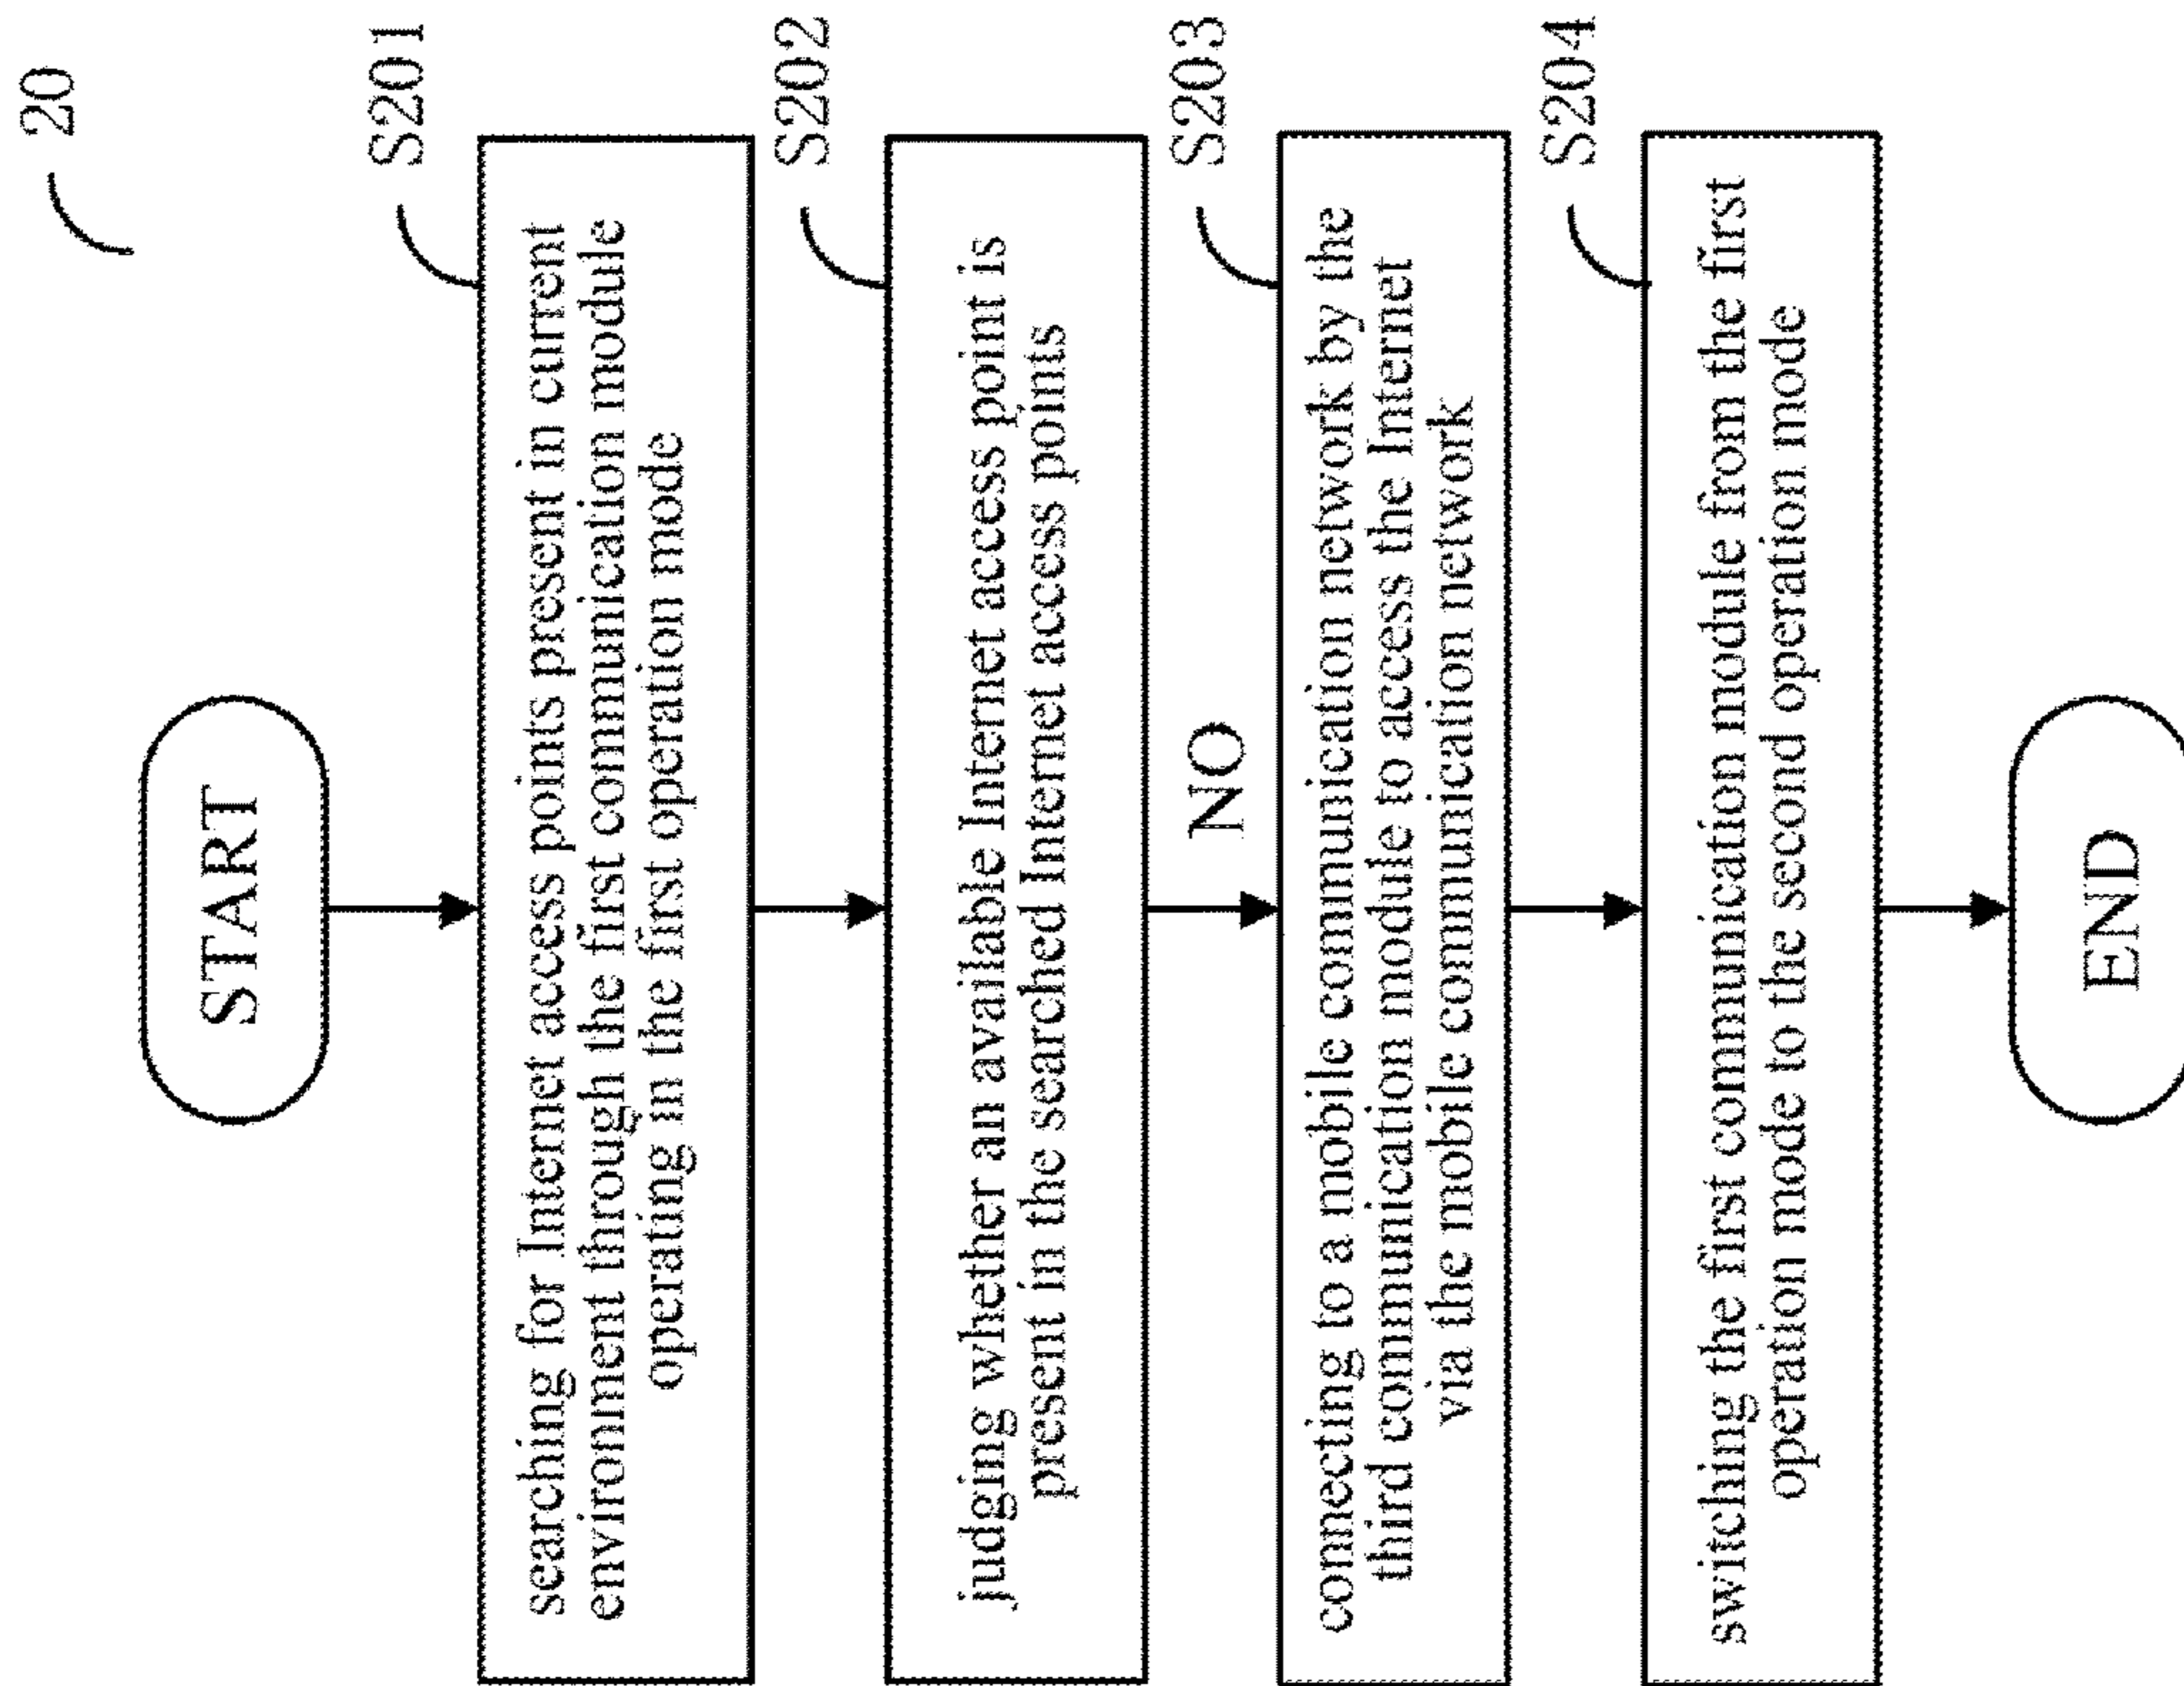 20
START
S201
searching for Internet access points present in current
environment through the first communication module
operating in the first operation mode
S202
judging whether an available Internet access point is
present in the searched Internet access points
NO
S203
connecting to a mobile communication network by the
third communication module to access the Internet
via the mobile communication network
S204
switching the first communication module from the first
operation mode to the second operation mode
END